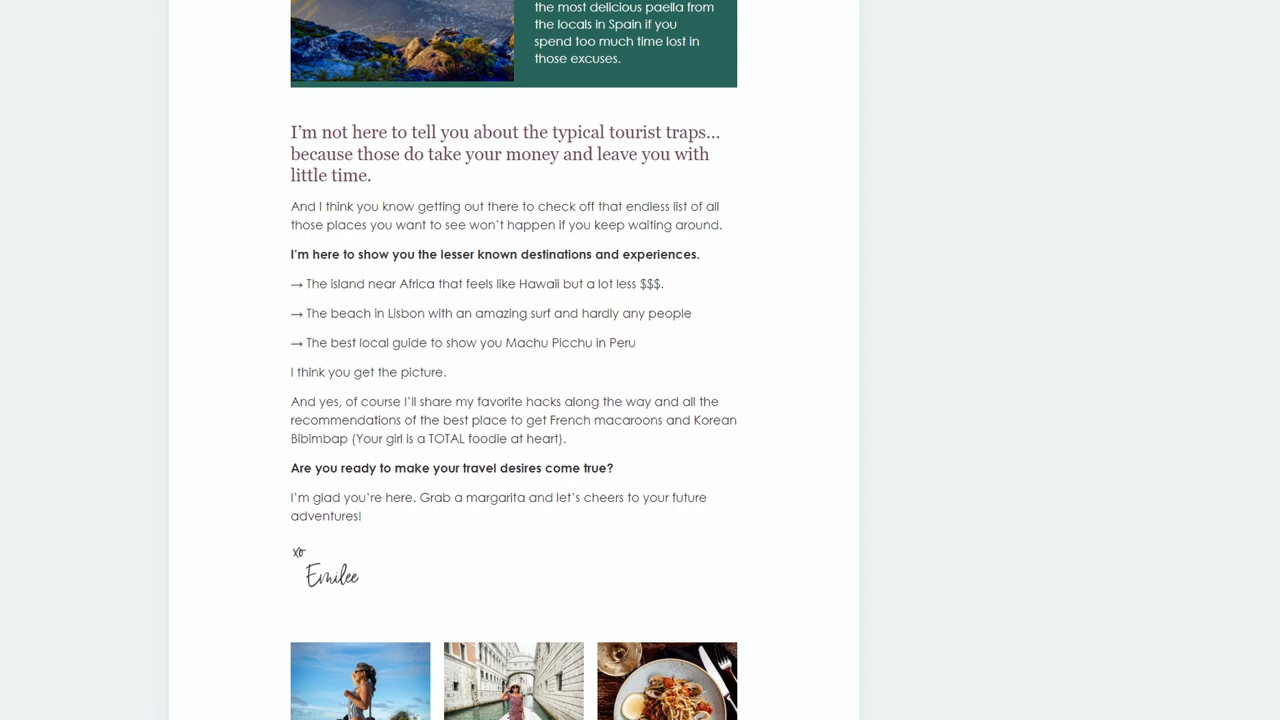 the most delicious paella from
the locals in Spain if you
spend too much time lost in
those excuses.
I’m not here to tell you about the typical tourist traps…
because those do take your money and leave you with
little time.
And I think you know getting out there to check off that endless list of all
those places you want to see won’t happen if you keep waiting around.
I’m here to show you the lesser known destinations and experiences.
→ The island near Africa that feels like Hawaii but a lot less $$$.
→ The beach in Lisbon with an amazing surf and hardly any people
→ The best local guide to show you Machu Picchu in Peru
I think you get the picture.
And yes, of course I’ll share my favorite hacks along the way and all the
recommendations of the best place to get French macaroons and Korean
Bibimbap (Your girl is a TOTAL foodie at heart).
Are you ready to make your travel desires come true?
I’m glad you’re here. Grab a margarita and let’s cheers to your future
adventures!
xo
Emilee